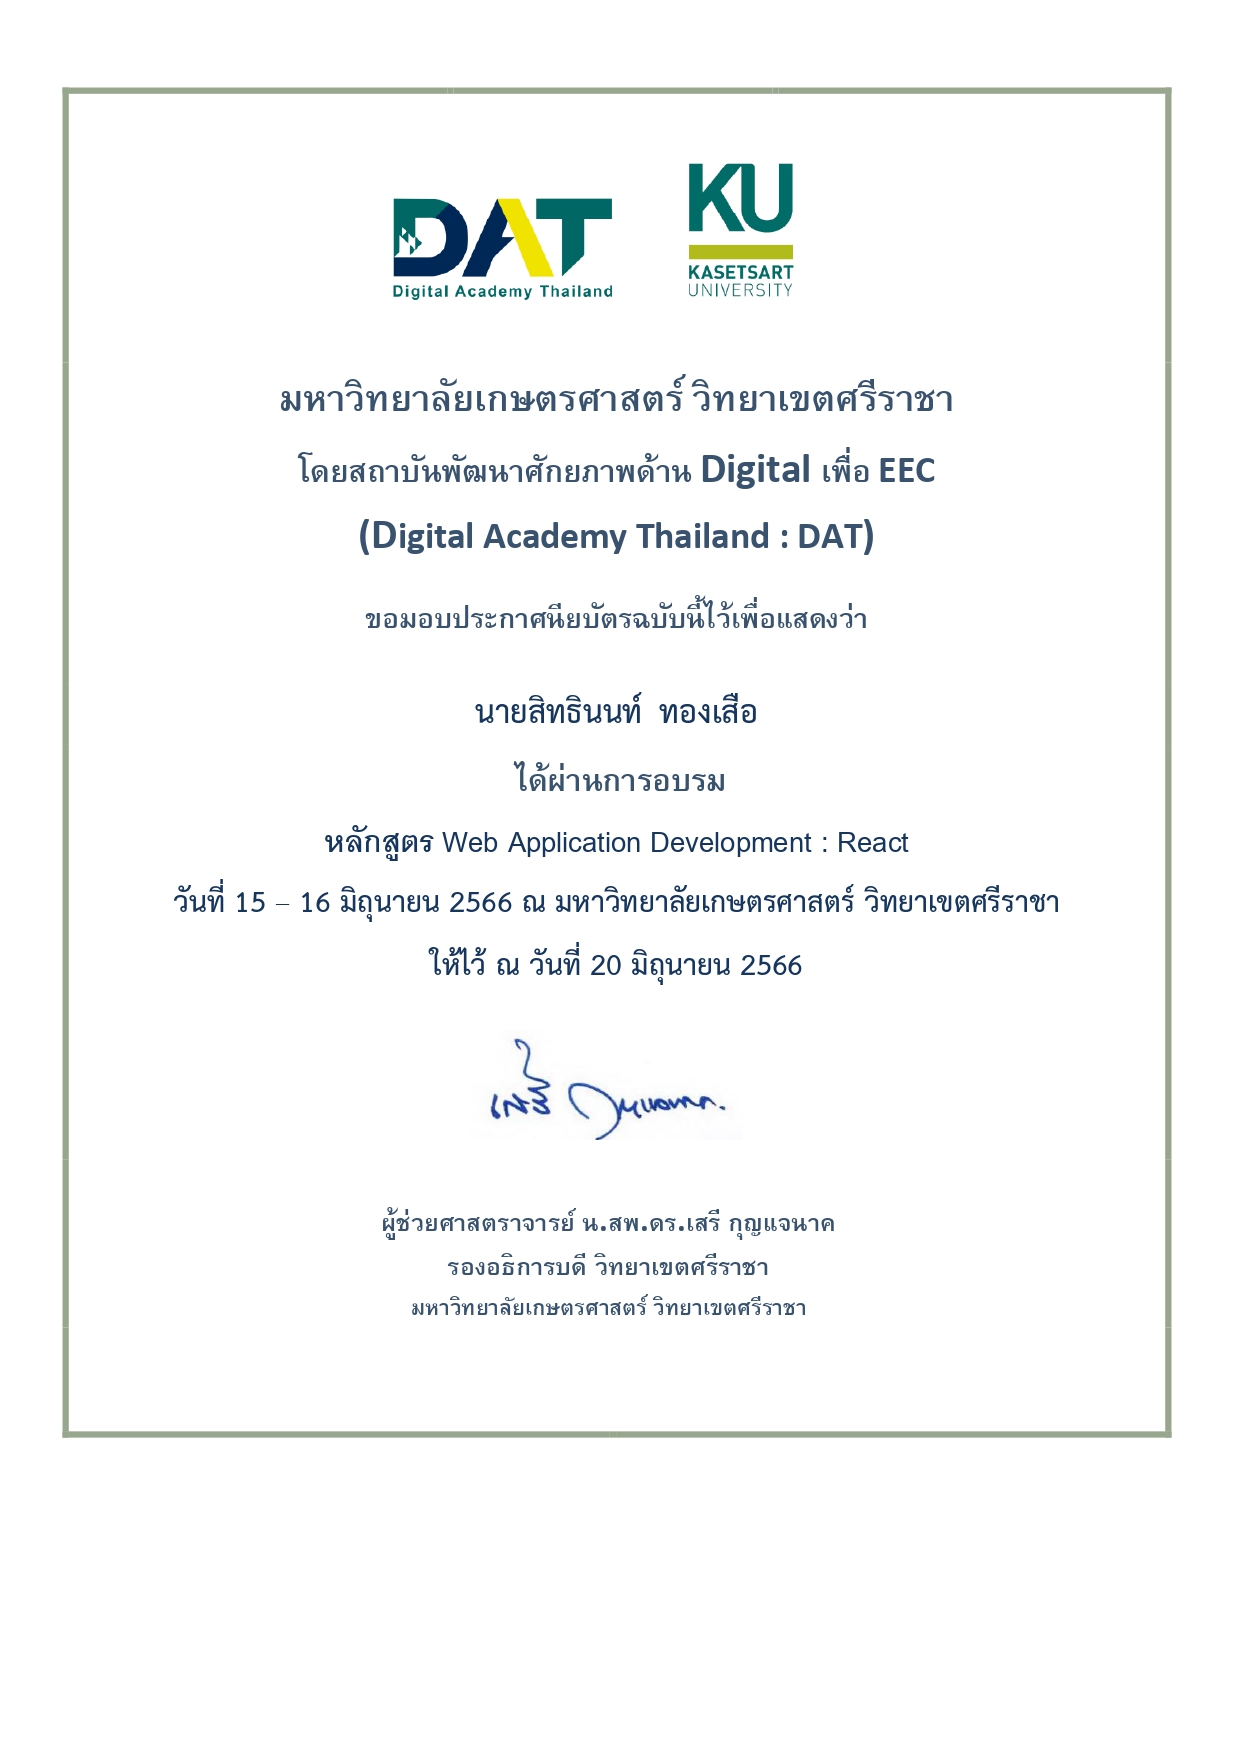 DAT
Digital Academy Thailand
KU
KASETSART
UNIVERSITY
มหาวิทยาลัยเกษตรศาสตร์ วิทยาเขตศรีราชา
โดยสถาบันพัฒนาศักยภาพด้าน Digital เพื่อ EEC
(Digital Academy Thailand : DAT)
ขอมอบประกาศนียบัตรฉบับนี้ไว้เพื่อแสดงว่า
นายสิทธินนท์ ทองเสือ
ได้ผ่านการอบรม
หลักสูตร Web Application Development : React
วันที่ 15 – 16 มิถุนายน 2566 ณ มหาวิทยาลัยเกษตรศาสตร์ วิทยาเขตศรีราชา
ให้ไว้ ณ วันที่ 20 มิถุนายน 2566
เสรี กุญแจนาค.
ผู้ช่วยศาสตราจารย์ น.สพ.ดร.เสรี กุญแจนาค
รองอธิการบดี วิทยาเขตศรีราชา
มหาวิทยาลัยเกษตรศาสตร์ วิทยาเขตศรีราชา